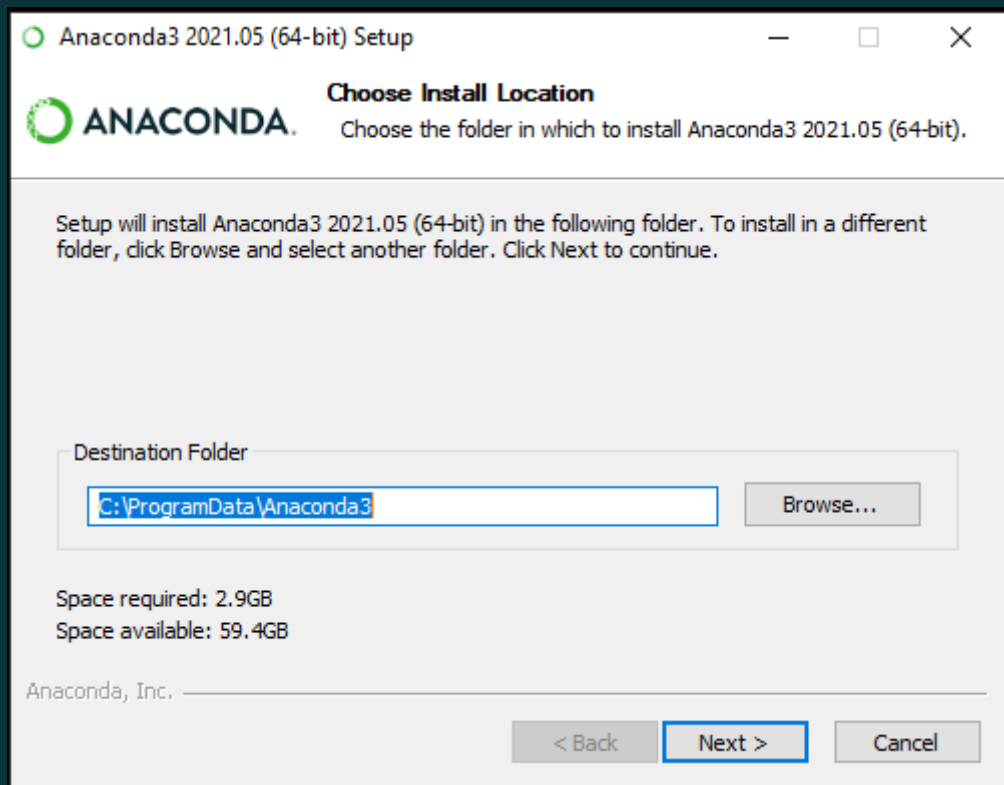 Anaconda3 2021.05 (64-bit) Setup
ANACONDA.
Choose Install Location
Choose the folder in which to install Anaconda3 2021.05 (64-bit).
Setup will install Anaconda3 2021.05 (64-bit) in the following folder. To install in a different
folder, click Browse and select another folder. Click Next to continue.
Destination Folder
C:\ProgramData\Anaconda3
Browse...
Space required: 2.9GB
Space available: 59.4GB
Anaconda, Inc.
< Back
Next >
Cancel